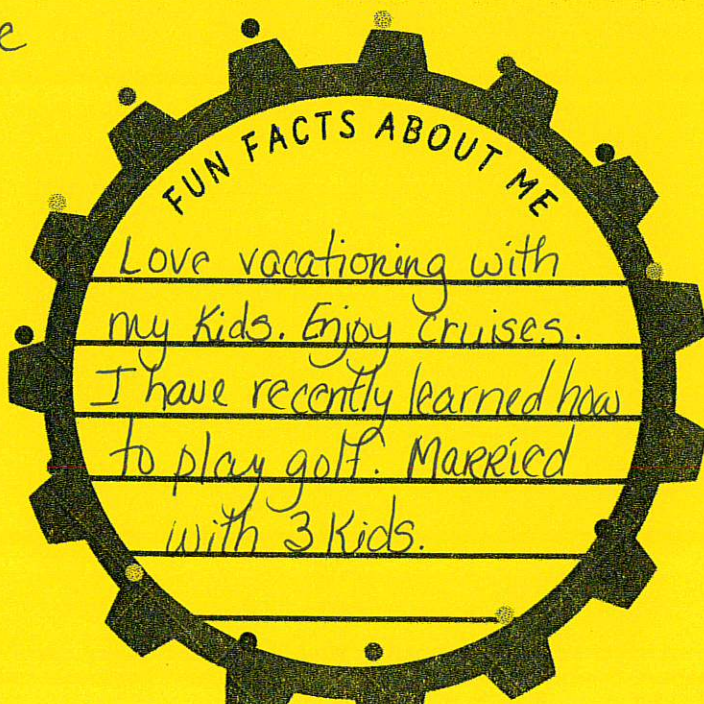 FUN FACTS ABOUT ME
Love vacationing with
my Kids. Enjoy cruises.
I have recently learned how
to play golf. Married
with 3 Kids.